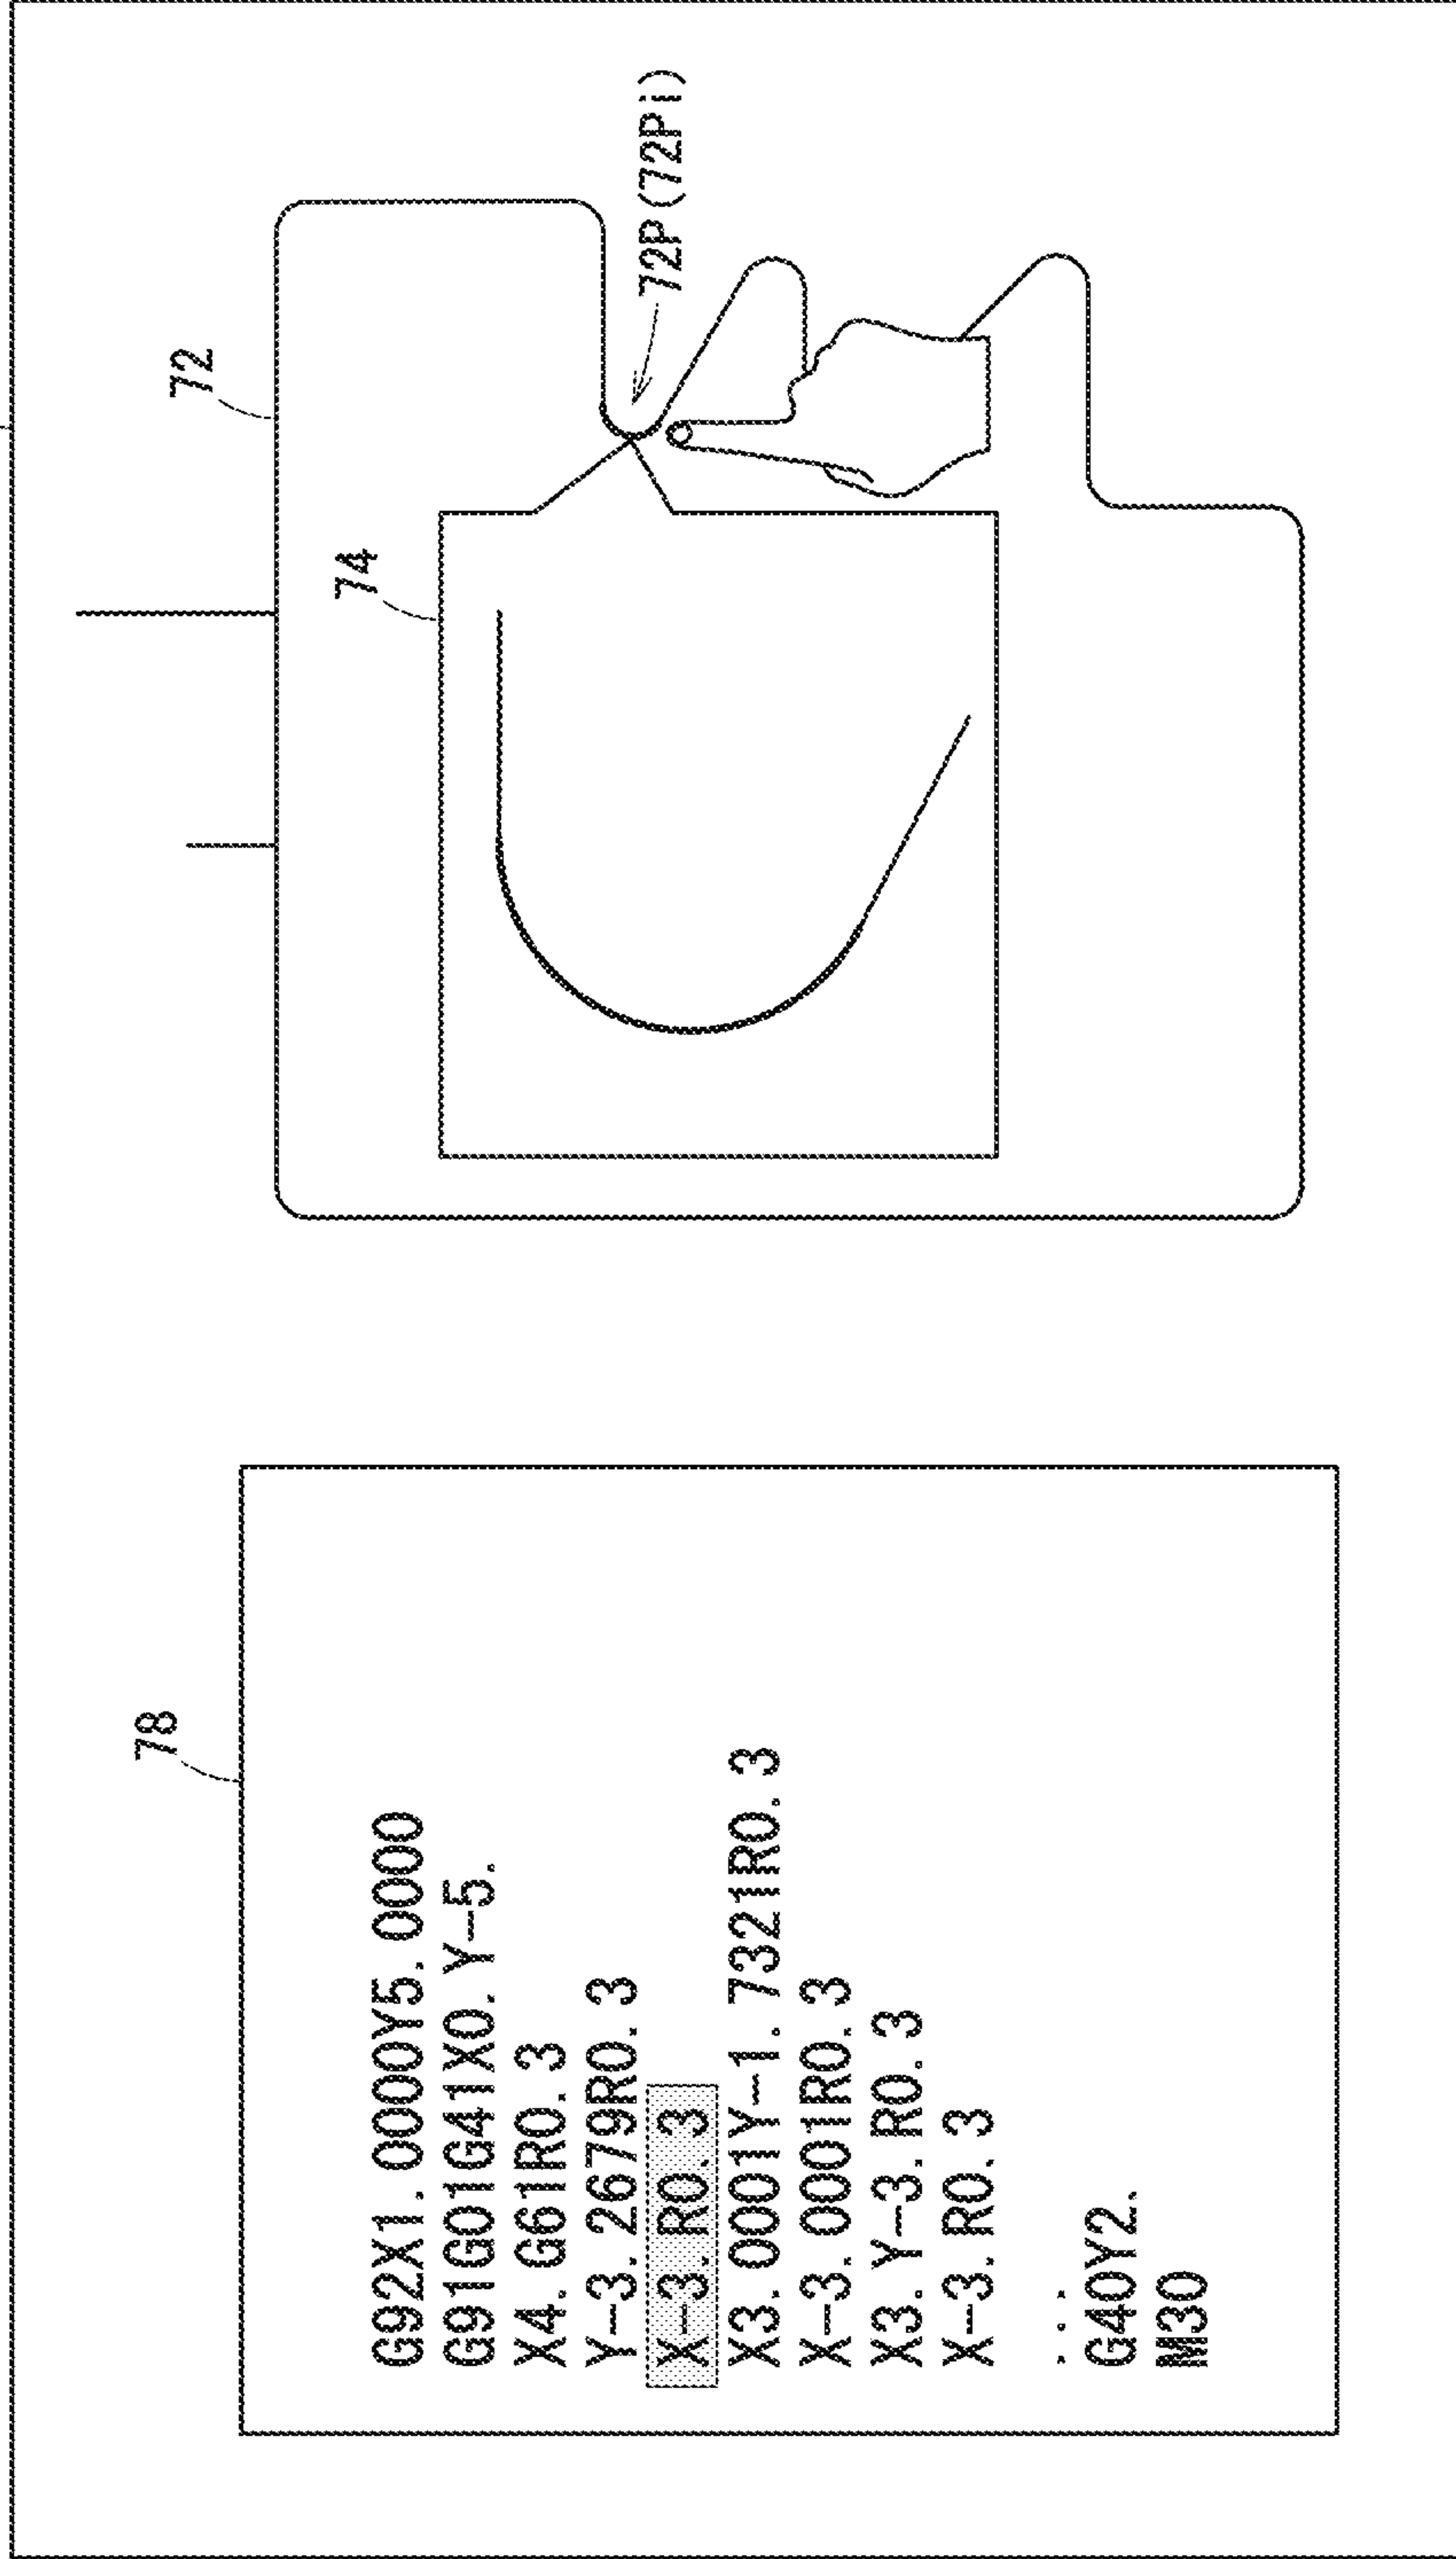 78
G92X1.0000Y5.0000
G91G01G41X0.Y-5.
X4.G61R0.3
Y-3.2679R0.3
X-3.R0.3
X3.0001Y-1.7321R0.3
X-3.0001R0.3
X3.Y-3.R0.3
X-3.R0.3
...
G40Y2.
M30
72
74
72P(72Pi)